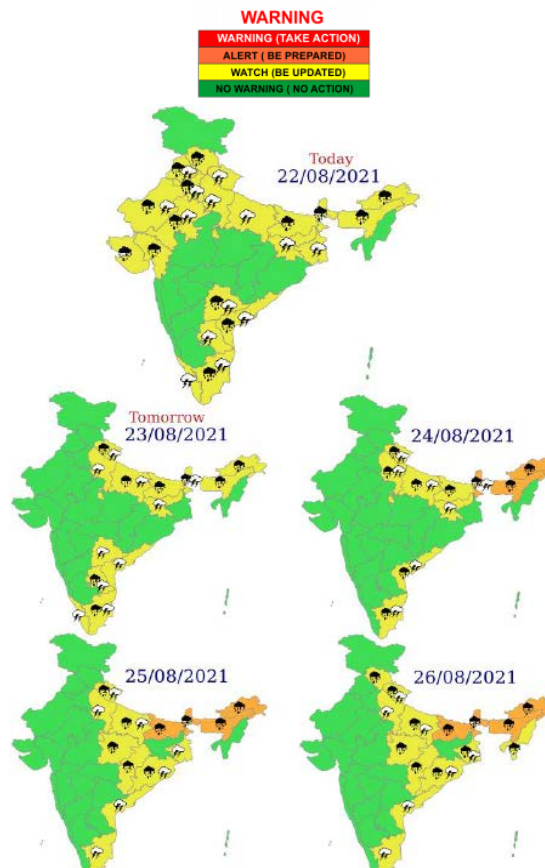 WARNING
WARNING (TAKE ACTION)
ALERT ( BE PREPARED)
WATCH (BE UPDATED)
NO WARNING ( NO ACTION)
Today
22/08/2021
Tomorrow
23/08/2021
24/08/2021
25/08/2021
26/08/2021